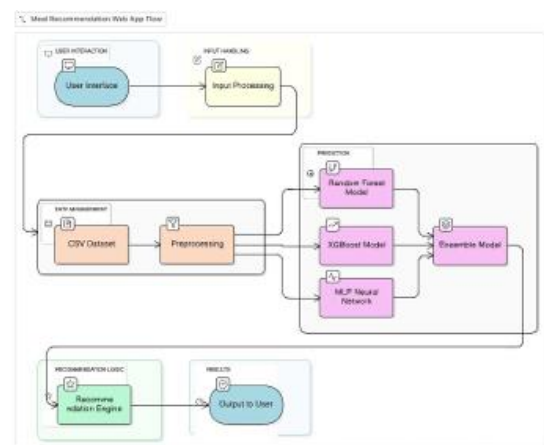 Meal Recommendation Web App Flow
USER INTERACTION
INPUT HANDLING
User Interface
Input Processing
PREDICTION
Random Forest
Model
DATA MANAGEMENT
CSV Dataset
Preprocessing
XGBoost Model
Ensemble Model
MLP Neural
Network
RECOMMENDATION LOGIC
RESULTS
Recomme
ndation Engine
Output to User